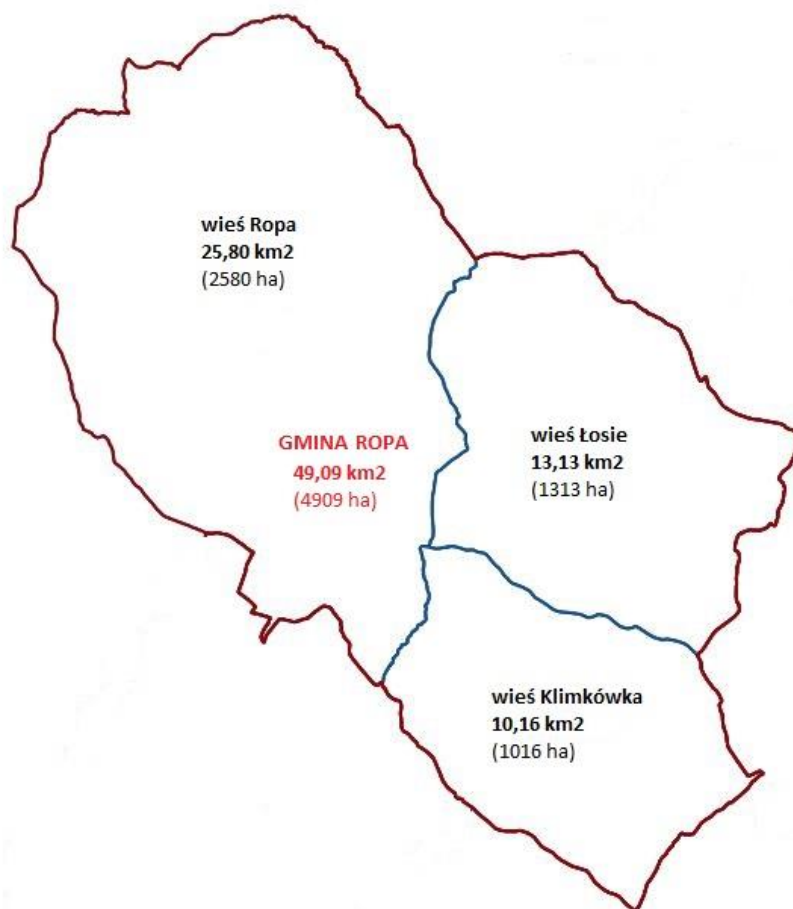 wieś Ropa
25,80 km2
(2580 ha)
GMINA ROPA
49,09 km2
(4909 ha)
wieś Łosie
13,13 km2
(1313 ha)
wieś Klimkówka
10,16 km2
(1016 ha)